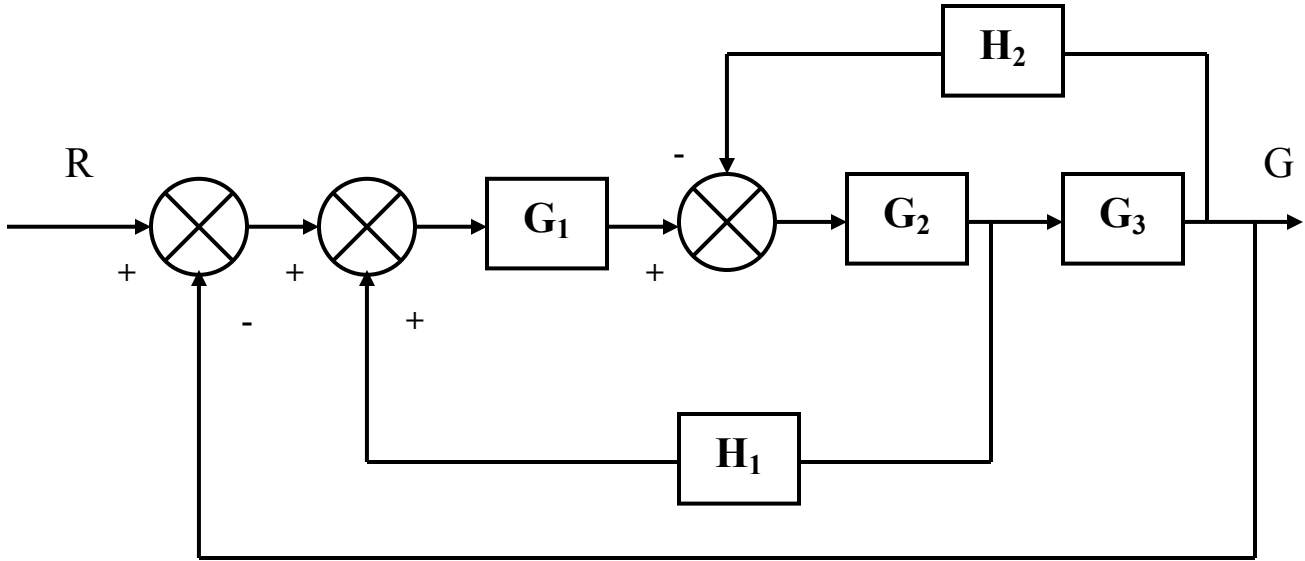 H₂
R
-
G
G₁
G₂
G₃
+
+
+
-
+
H₁